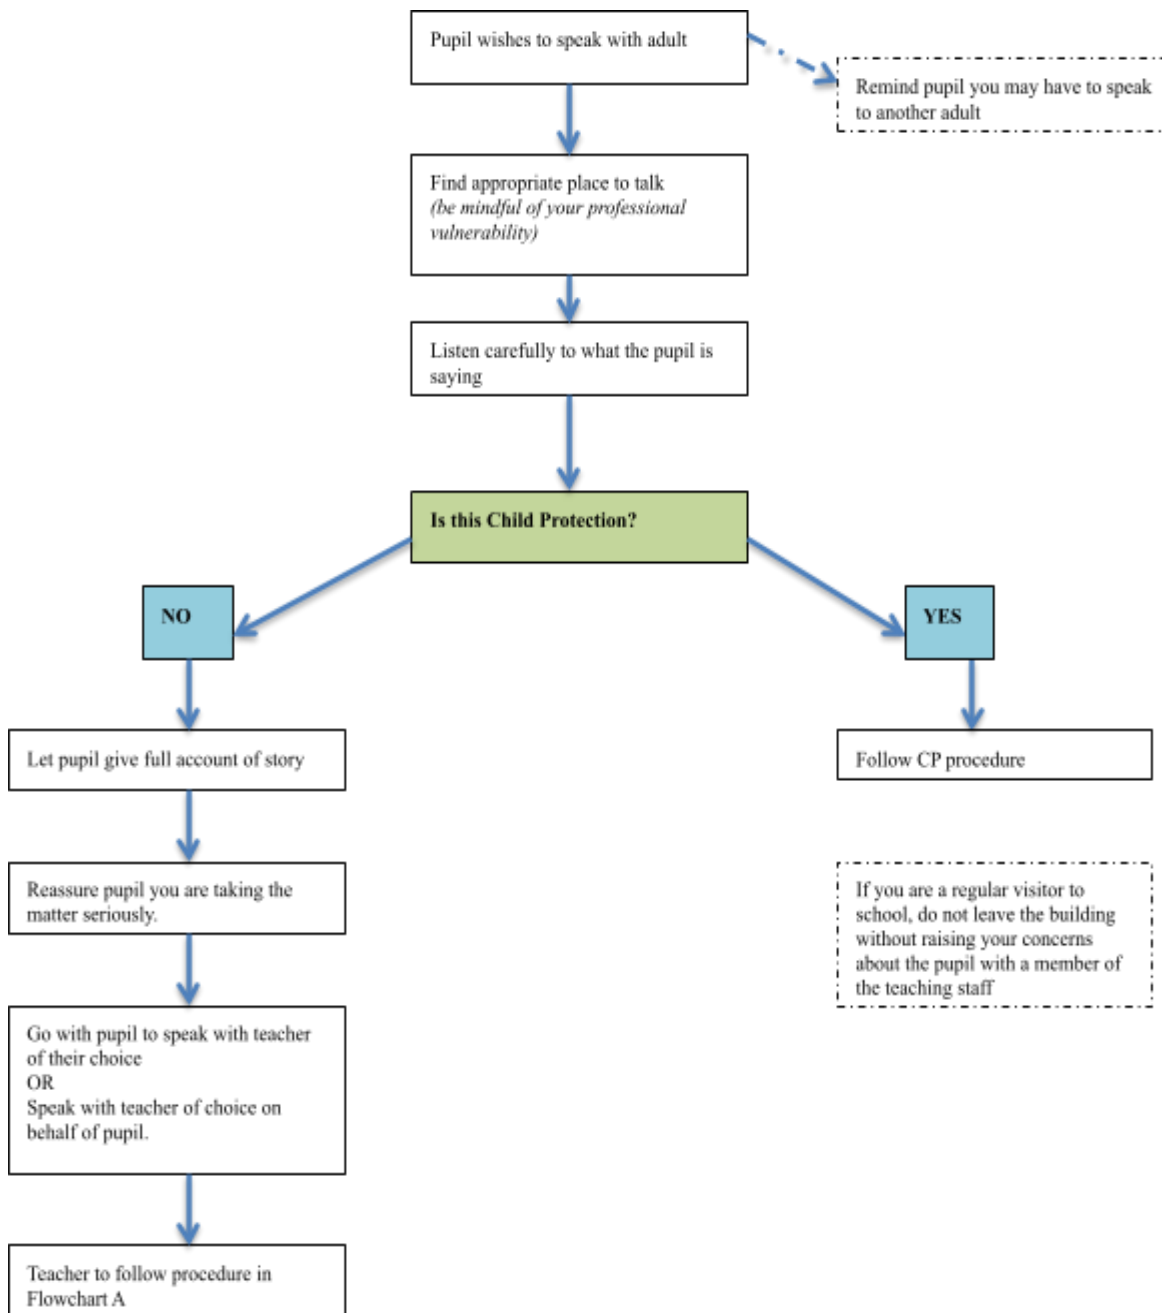 Pupil wishes to speak with adult
Remind pupil you may have to speak
to another adult
Find appropriate place to talk
(be mindful of your professional
vulnerability)
Listen carefully to what the pupil is
saying
Is this Child Protection?
NO
YES
Let pupil give full account of story
Follow CP procedure
Reassure pupil you are taking the
matter seriously.
If you are a regular visitor to
school, do not leave the building
without raising your concerns
about the pupil with a member of
the teaching staff
Go with pupil to speak with teacher
of their choice
OR
Speak with teacher of choice on
behalf of pupil.
Teacher to follow procedure in
Flowchart A